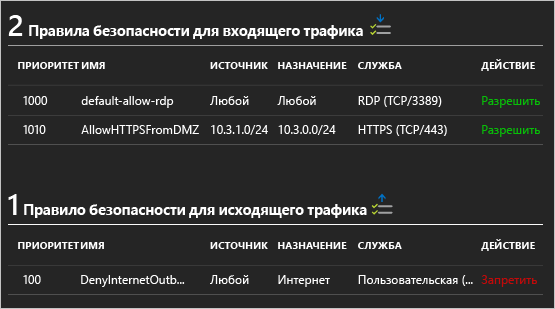 2 Правила безопасности для входящего трафика
ПРИОРИТЕТ ИМЯ ИСТОЧНИК НАЗНАЧЕНИЕ СЛУЖБА ДЕЙСТВИЕ
1000 default-allow-rdp Любой Любой RDP (TCP/3389) Разрешить
1010 AllowHTTPSFromDMZ 10.3.1.0/24 10.3.0.0/24 HTTPS (TCP/443) Разрешить
1 Правило безопасности для исходящего трафика
ПРИОРИТЕТ ИМЯ ИСТОЧНИК НАЗНАЧЕНИЕ СЛУЖБА ДЕЙСТВИЕ
100 DenyInternetOutb... Любой Интернет Пользовательская (... Запретить